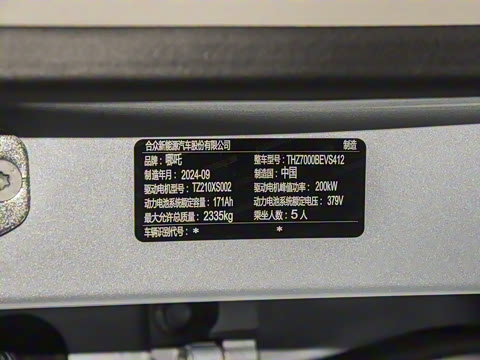 合众新能源汽车股份有限公司 制造
品牌：哪吒 整车型号：THZ7000BEVS412
制造年月：2024-09 制造国：中国
驱动电机型号：TZ210XS002 驱动电机峰值功率：200kW
动力电池系统额定容量：171Ah 动力电池系统额定电压：379V
最大允许总质量：2335kg 乘坐人数：5人
车辆识别代号：* *